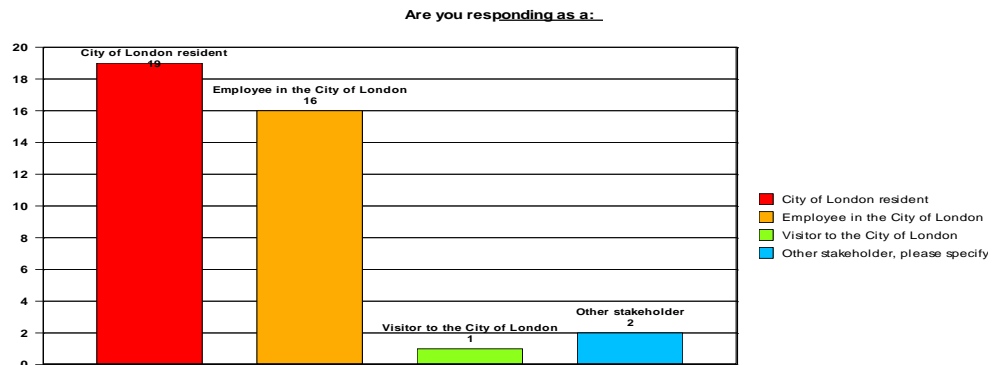 Are you responding as a:
20
18
16
14
12
10
8
6
4
2
0
City of London resident
19
Employee in the City of London
16
Visitor to the City of London
1
Other stakeholder
2
City of London resident
Employee in the City of London
Visitor to the City of London
Other stakeholder, please specify